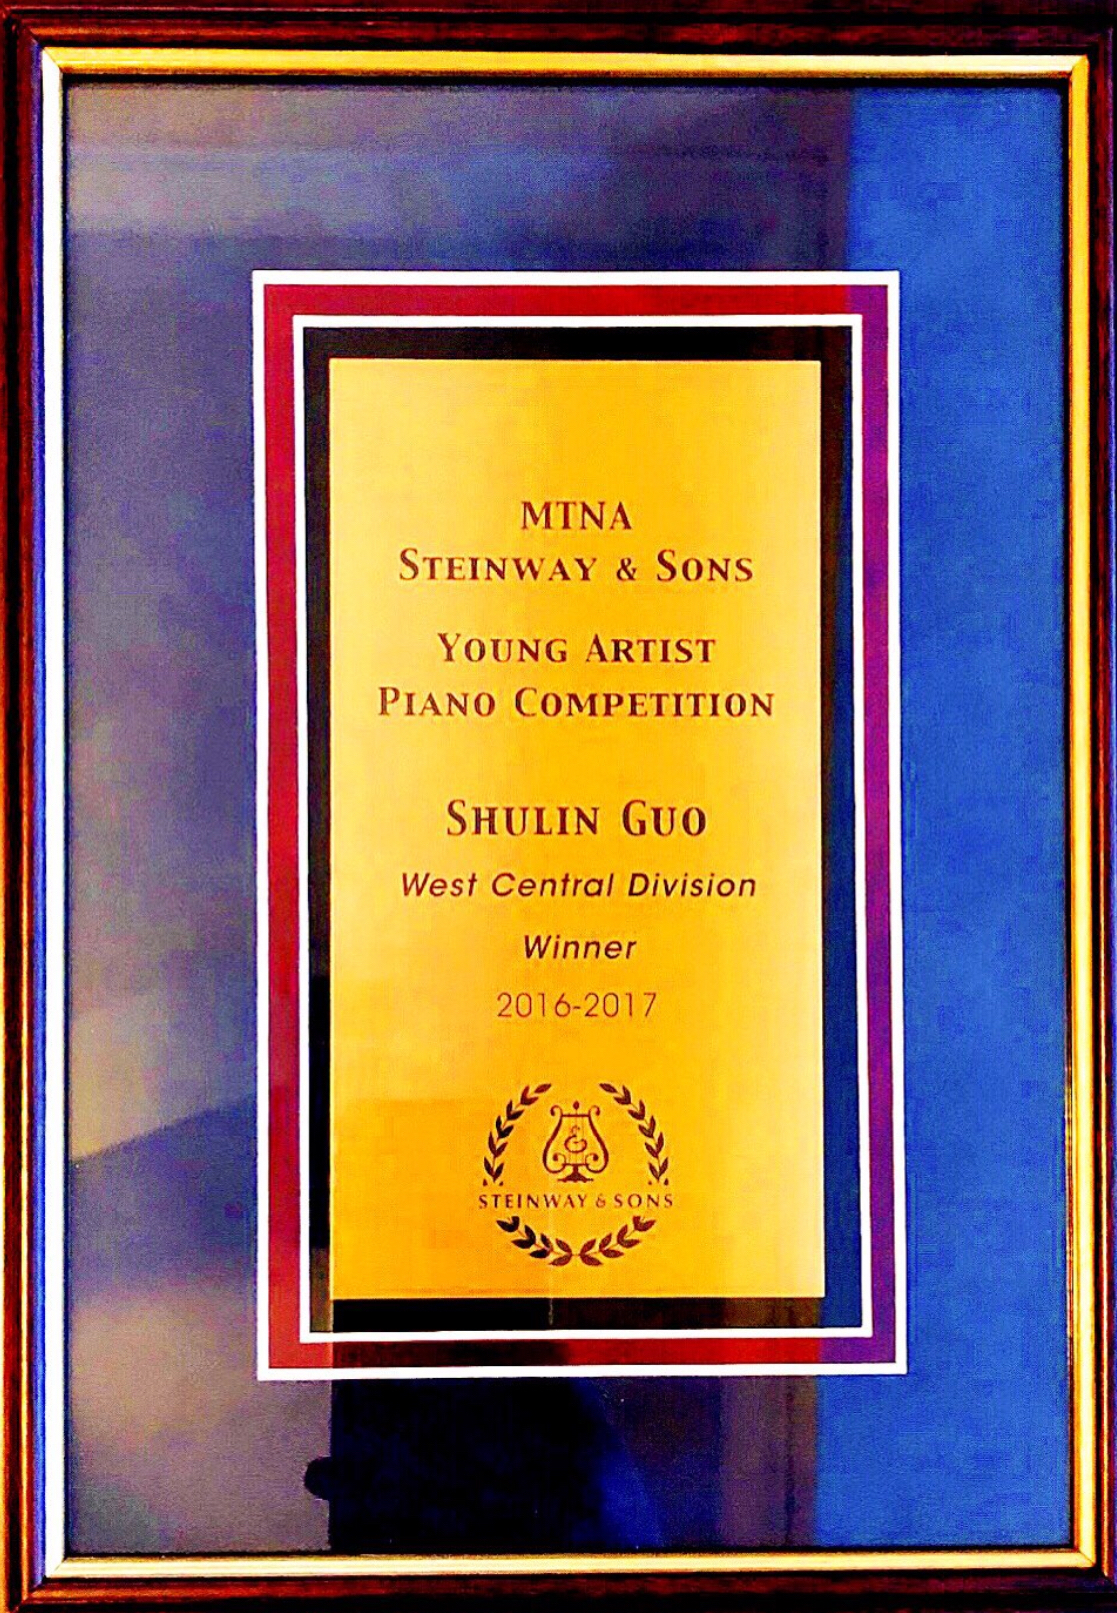 MTNA
STEINWAY & SONS
YOUNG ARTIST
PIANO COMPETITION
SHULIN GUO
West Central Division
Winner
2016-2017
STEINWAY & SONS